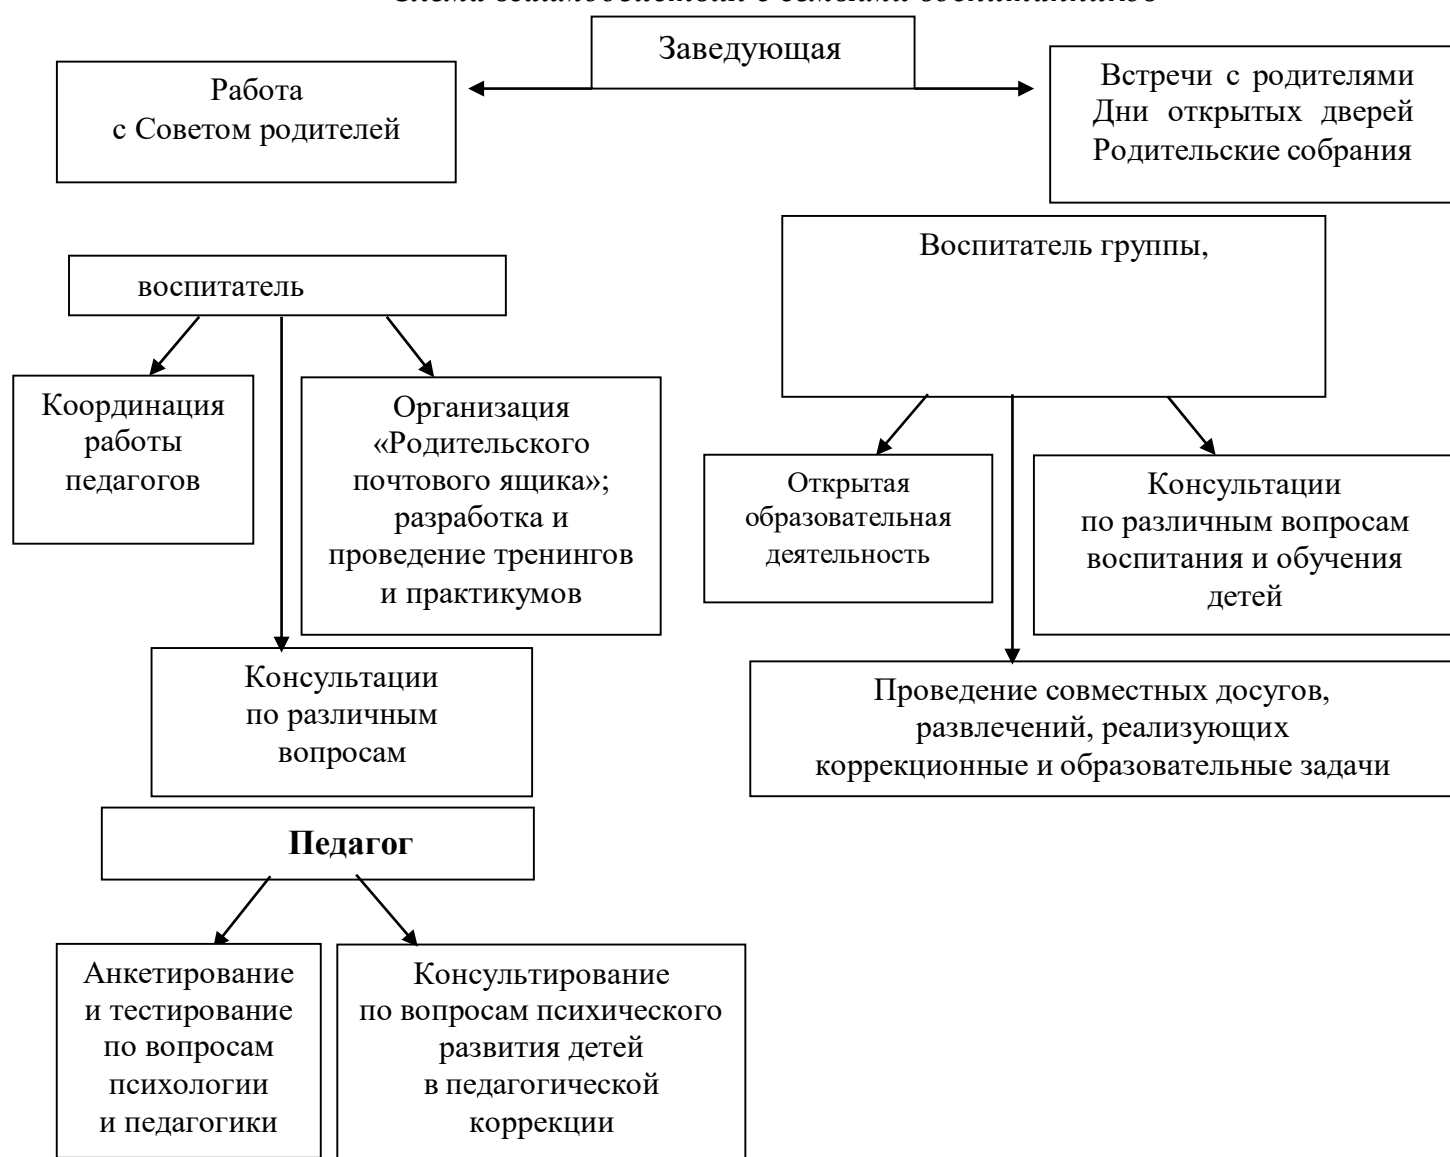 Заведующая
Работа
с Советом родителей
Встречи с родителями
Дни открытых дверей
Родительские собрания
воспитатель
Воспитатель группы,
Координация
работы
педагогов
Организация
«Родительского
почтового ящика»;
разработка и
проведение тренингов
и практикумов
Консультации
по различным
вопросам
Открытая
образовательная
деятельность
Консультации
по различным вопросам
воспитания и обучения
детей
Проведение совместных досугов,
развлечений, реализующих
коррекционные и образовательные задачи
Педагог
Анкетирование
и тестирование
по вопросам
психологии
и педагогики
Консультирование
по вопросам психического
развития детей
в педагогической
коррекции